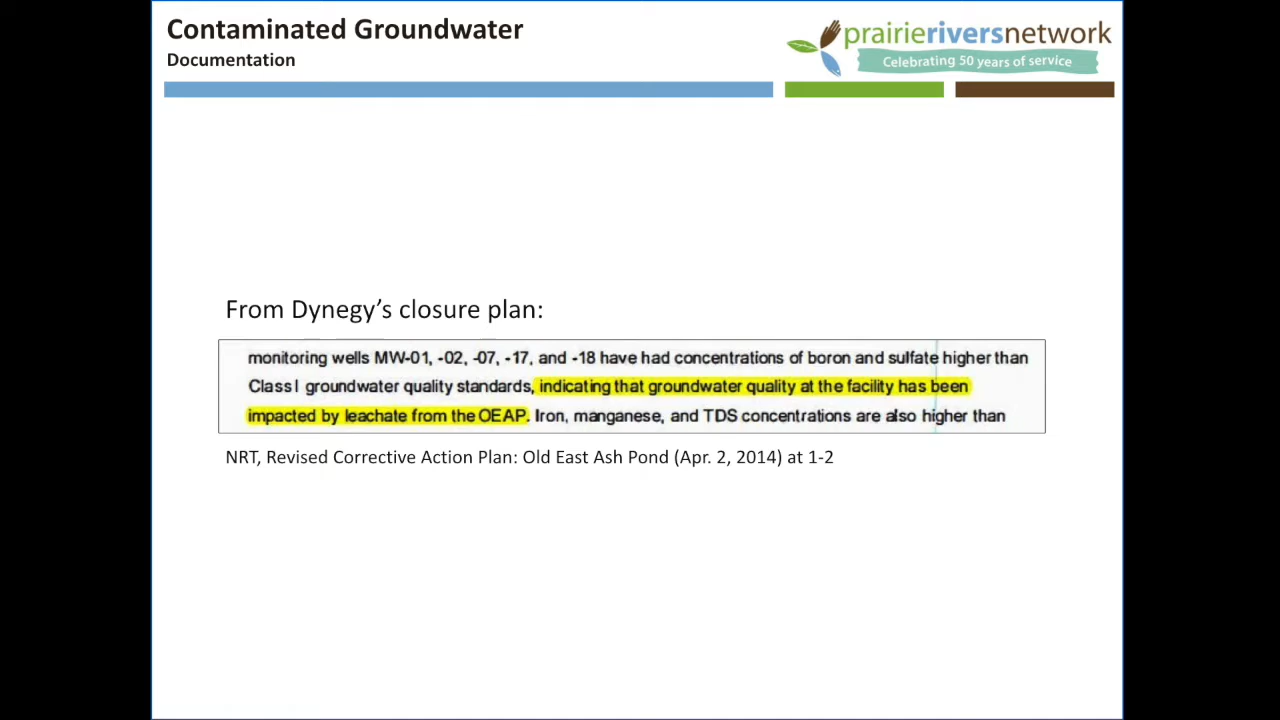 Contaminated Groundwater
Documentation
prairieriversnetwork
Celebrating 50 years of service
From Dynegy’s closure plan:
monitoring wells MW-01, -02, -07, -17, and -18 have had concentrations of boron and sulfate higher than
Class I groundwater quality standards, indicating that groundwater quality at the facility has been
impacted by leachate from the OEAP. Iron, manganese, and TDS concentrations are also higher than
NRT, Revised Corrective Action Plan: Old East Ash Pond (Apr. 2, 2014) at 1-2